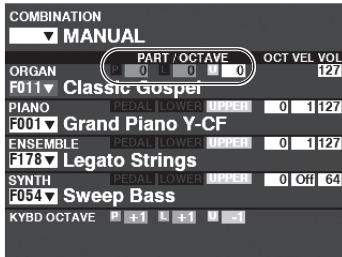 COMBINATION
▼ MANUAL
PART / OCTAVE OCT VEL VOL
ORGAN P 0 L 0 U 0 127
F011▼ Classic Gospel
PIANO PEDAL LOWER UPPER 0 1 127
F001▼ Grand Piano Y-CF
ENSEMBLE PEDAL LOWER UPPER 0 1 127
F178▼ Legato Strings
SYNTH PEDAL LOWER UPPER 0 Off 64
F054▼ Sweep Bass
KYBD OCTAVE P +1 L +1 U -1